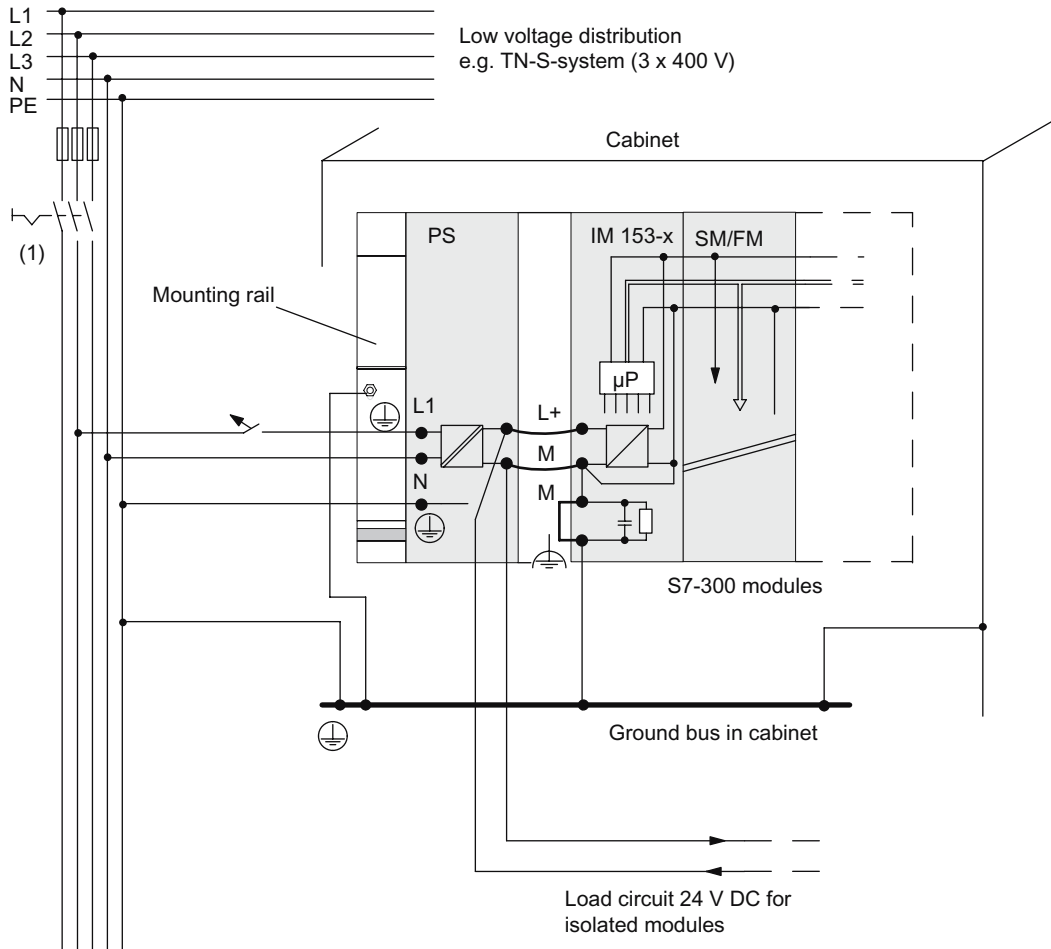 L1
L2
L3
N
PE
Low voltage distribution
e.g. TN-S-system (3 x 400 V)
Cabinet
(1)
PS
IM 153-x
SM/FM
Mounting rail
µP
L1
L+
M
N
M
S7-300 modules
Ground bus in cabinet
Load circuit 24 V DC for
isolated modules